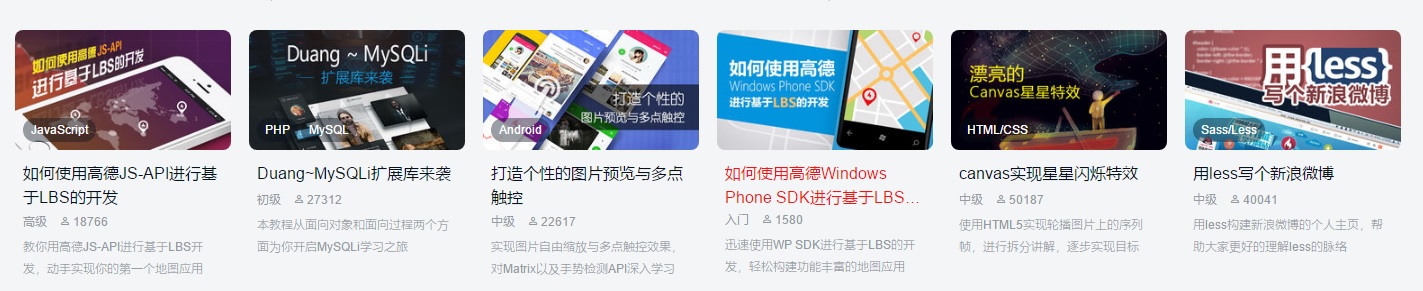 如何使用高德JS-API
进行基于LBS的开发
JavaScript
如何使用高德JS-API进行基
于LBS的开发
高级 18766
教你用高德JS-API进行基于LBS开
发，动手实现你的第一个地图应用
Duang ~ MySQLi
扩展库来袭
PHP MySQL
Duang~MySQLi扩展库来袭
初级 27312
本教程从面向对象和面向过程两个方
面为你开启MySQLi学习之旅
打造个性的
图片预览与多点触控
Android
打造个性的图片预览与多点
触控
中级 22617
实现图片自由缩放与多点触控效果，
对Matrix以及手势检测API深入学习
如何使用高德
Windows Phone SDK
进行基于LBS的开发
如何使用高德Windows
Phone SDK进行基于LBS...
入门 1580
迅速使用WP SDK进行基于LBS的开
发，轻松构建功能丰富的地图应用
漂亮的
Canvas星星特效
HTML/CSS
canvas实现星星闪烁特效
中级 50187
使用HTML5实现轮播图片上的序列
帧，进行拆分讲解，逐步实现目标
用{less}
写个新浪微博
Sass/Less
用less写个新浪微博
中级 40041
用less构建新浪微博的个人主页，帮
助大家更好的理解less的脉络